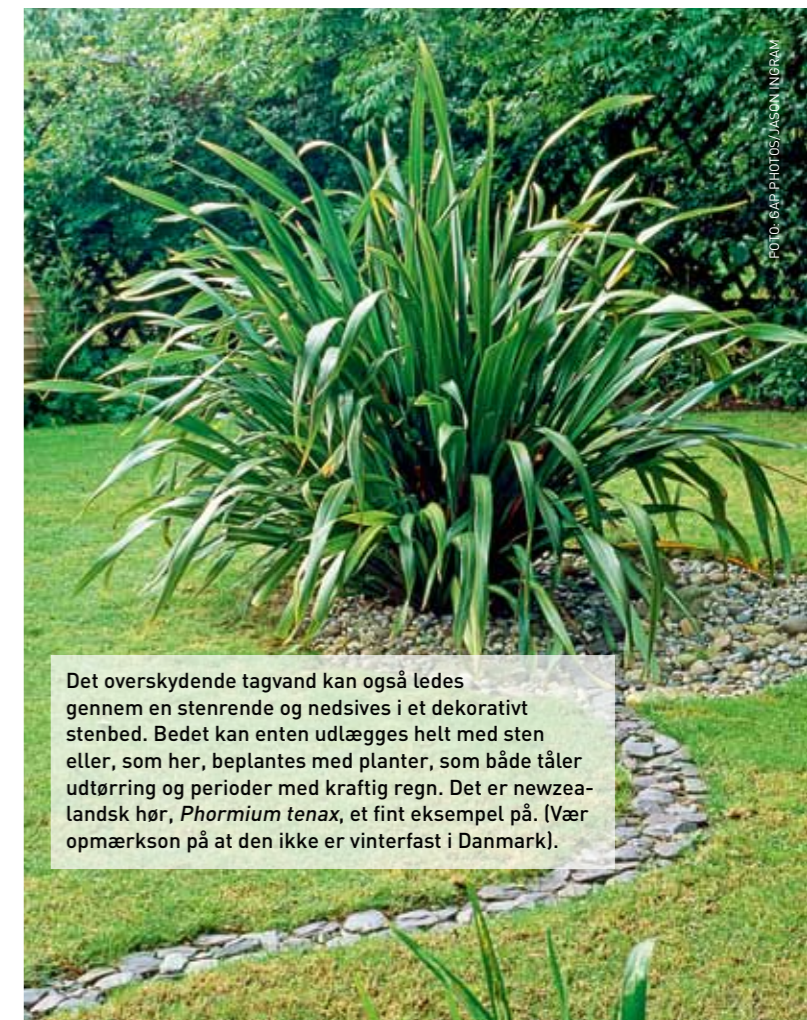 FOTO: GAP PHOTOS/JASON INGRAM
Det overskydende tagvand kan også ledes
gennem en stenrende og nedsives i et dekorativt
stenbed. Bedet kan enten udlægges helt med sten
eller, som her, beplantes med planter, som både tåler
udtørring og perioder med kraftig regn. Det er newzea-
landsk hør, Phormium tenax, et fint eksempel på. (Vær
opmærkson på at den ikke er vinterfast i Danmark).